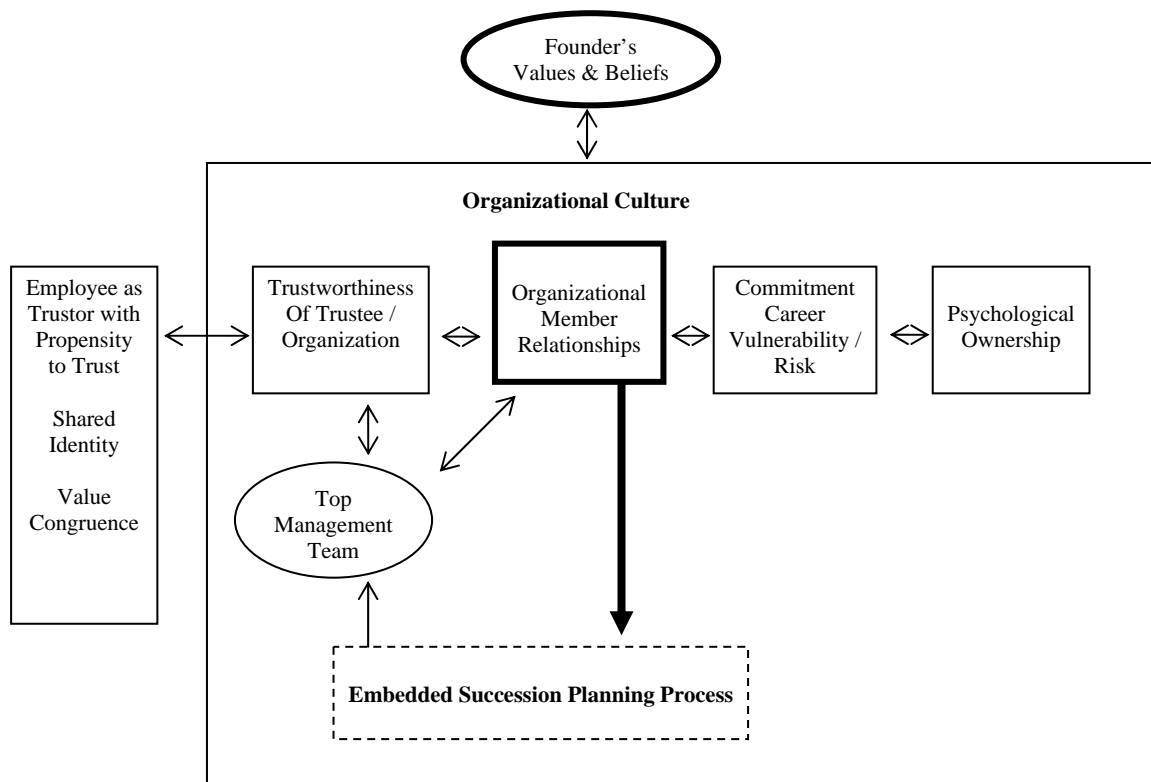 Founder’s
Values & Beliefs
Organizational Culture
Employee as
Trustor with
Propensity
to Trust
Shared
Identity
Value
Congruence
Trustworthiness
Of Trustee /
Organization
Organizational
Member
Relationships
Commitment
Career
Vulnerability /
Risk
Psychological
Ownership
Top
Management
Team
Embedded Succession Planning Process